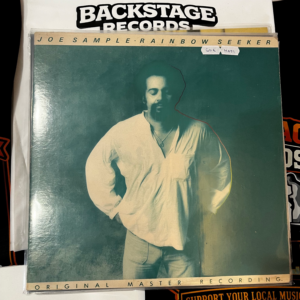 BACKSTAGE
RECORDS
JOE SAMPLE · RAINBOW SEEKER
ORIGINAL MASTER RECORDING
SUPPORT YOUR LOCAL MUSIC